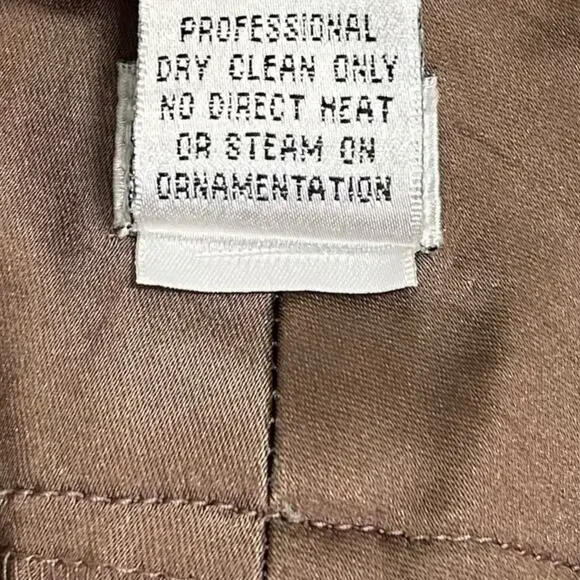 PROFESSIONAL
DRY CLEAN ONLY
NO DIRECT HEAT
OR STEAM ON
ORNAMENTATION